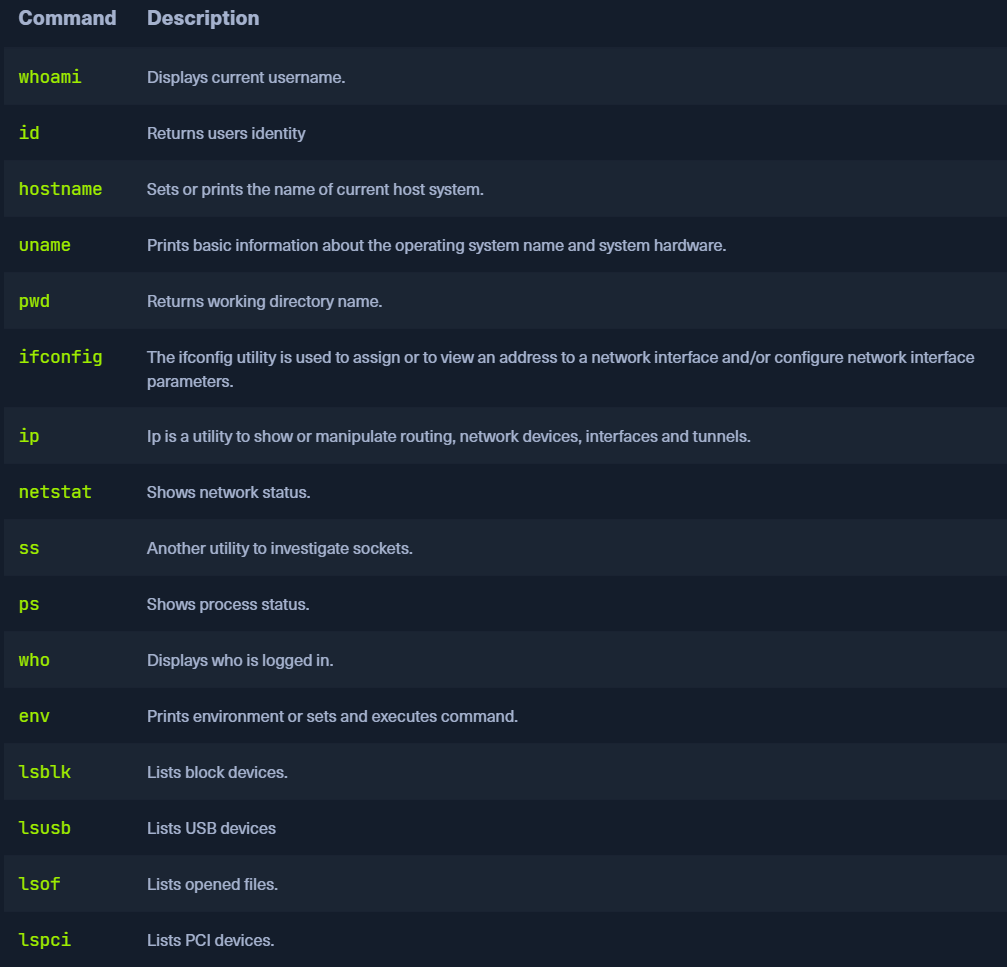 Command Description
whoami Displays current username.
id Returns users identity
hostname Sets or prints the name of current host system.
uname Prints basic information about the operating system name and system hardware.
pwd Returns working directory name.
ifconfig The ifconfig utility is used to assign or to view an address to a network interface and/or configure network interface
parameters.
ip Ip is a utility to show or manipulate routing, network devices, interfaces and tunnels.
netstat Shows network status.
ss Another utility to investigate sockets.
ps Shows process status.
who Displays who is logged in.
env Prints environment or sets and executes command.
lsblk Lists block devices.
lsusb Lists USB devices
lsof Lists opened files.
lspci Lists PCI devices.